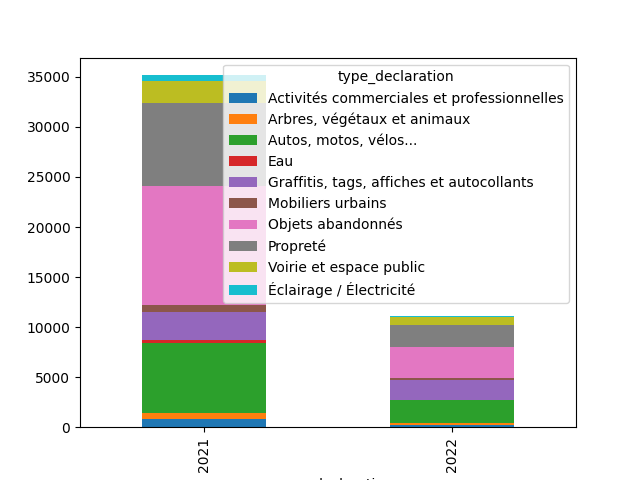 35000
30000
25000
20000
15000
10000
5000
0
type_declaration
Activités commerciales et professionnelles
Arbres, végétaux et animaux
Autos, motos, vélos...
Eau
Graffitis, tags, affiches et autocollants
Mobiliers urbains
Objets abandonnés
Propreté
Voirie et espace public
Éclairage / Électricité
2021
2022